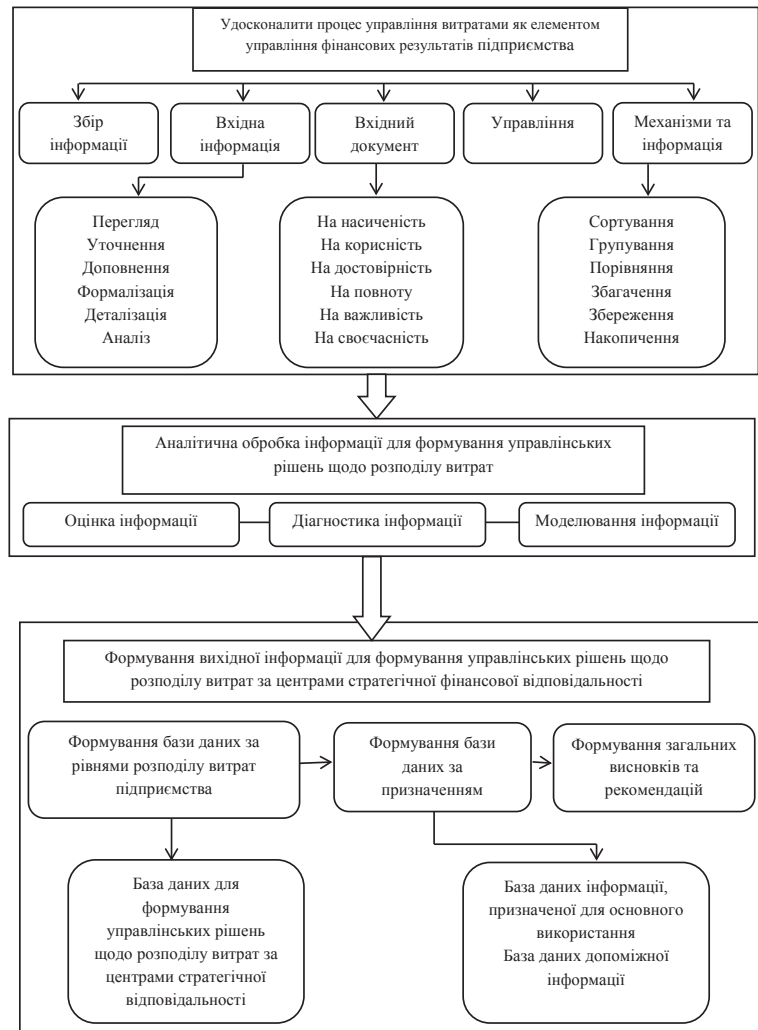 Удосконалити процес управління витратами як елементом
управління фінансових результатів підприємства
Збір
інформації
Вхідна
інформація
Вхідний
документ
Управління
Механізми та
інформація
Перегляд
Уточнення
Доповнення
Формалізація
Деталізація
Аналіз
На насиченість
На корисність
На достовірність
На повноту
На важливість
На своєчасність
Сортування
Групування
Порівняння
Збагачення
Збереження
Накопичення
Аналітична обробка інформації для формування управлінських
рішень щодо розподілу витрат
Оцінка інформації
Діагностика інформації
Моделювання інформації
Формування вихідної інформації для формування управлінських рішень щодо
розподілу витрат за центрами стратегічної фінансової відповідальності
Формування бази даних за
рівнями розподілу витрат
підприємства
Формування бази
даних за
призначенням
Формування загальних
висновків та
рекомендацій
База даних для
формування
управлінських рішень
щодо розподілу витрат за
центрами стратегічної
відповідальності
База даних інформації,
призначеної для основного
використання
База даних допоміжної
інформації